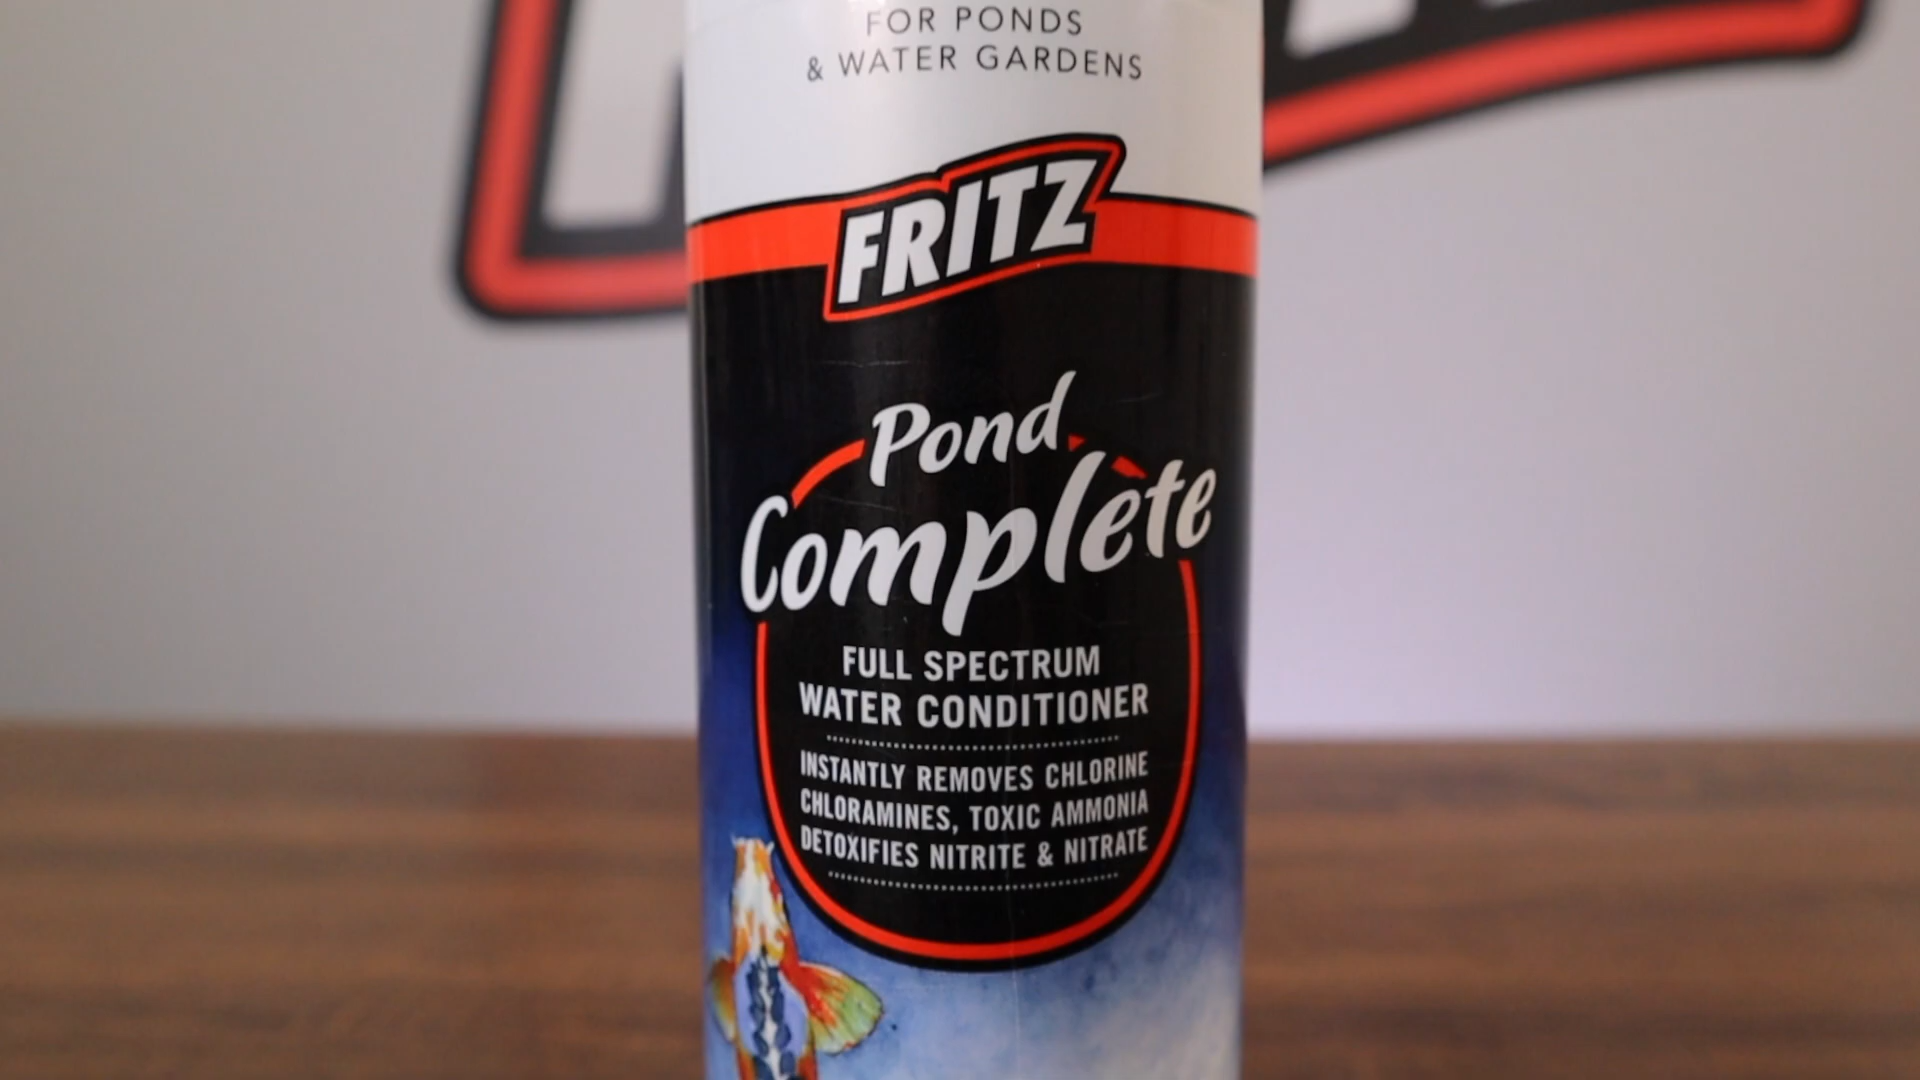 FOR PONDS
& WATER GARDENS
FRITZ
Pond
Complete
FULL SPECTRUM
WATER CONDITIONER
INSTANTLY REMOVES CHLORINE
CHLORAMINES, TOXIC AMMONIA
DETOXIFIES NITRITE & NITRATE